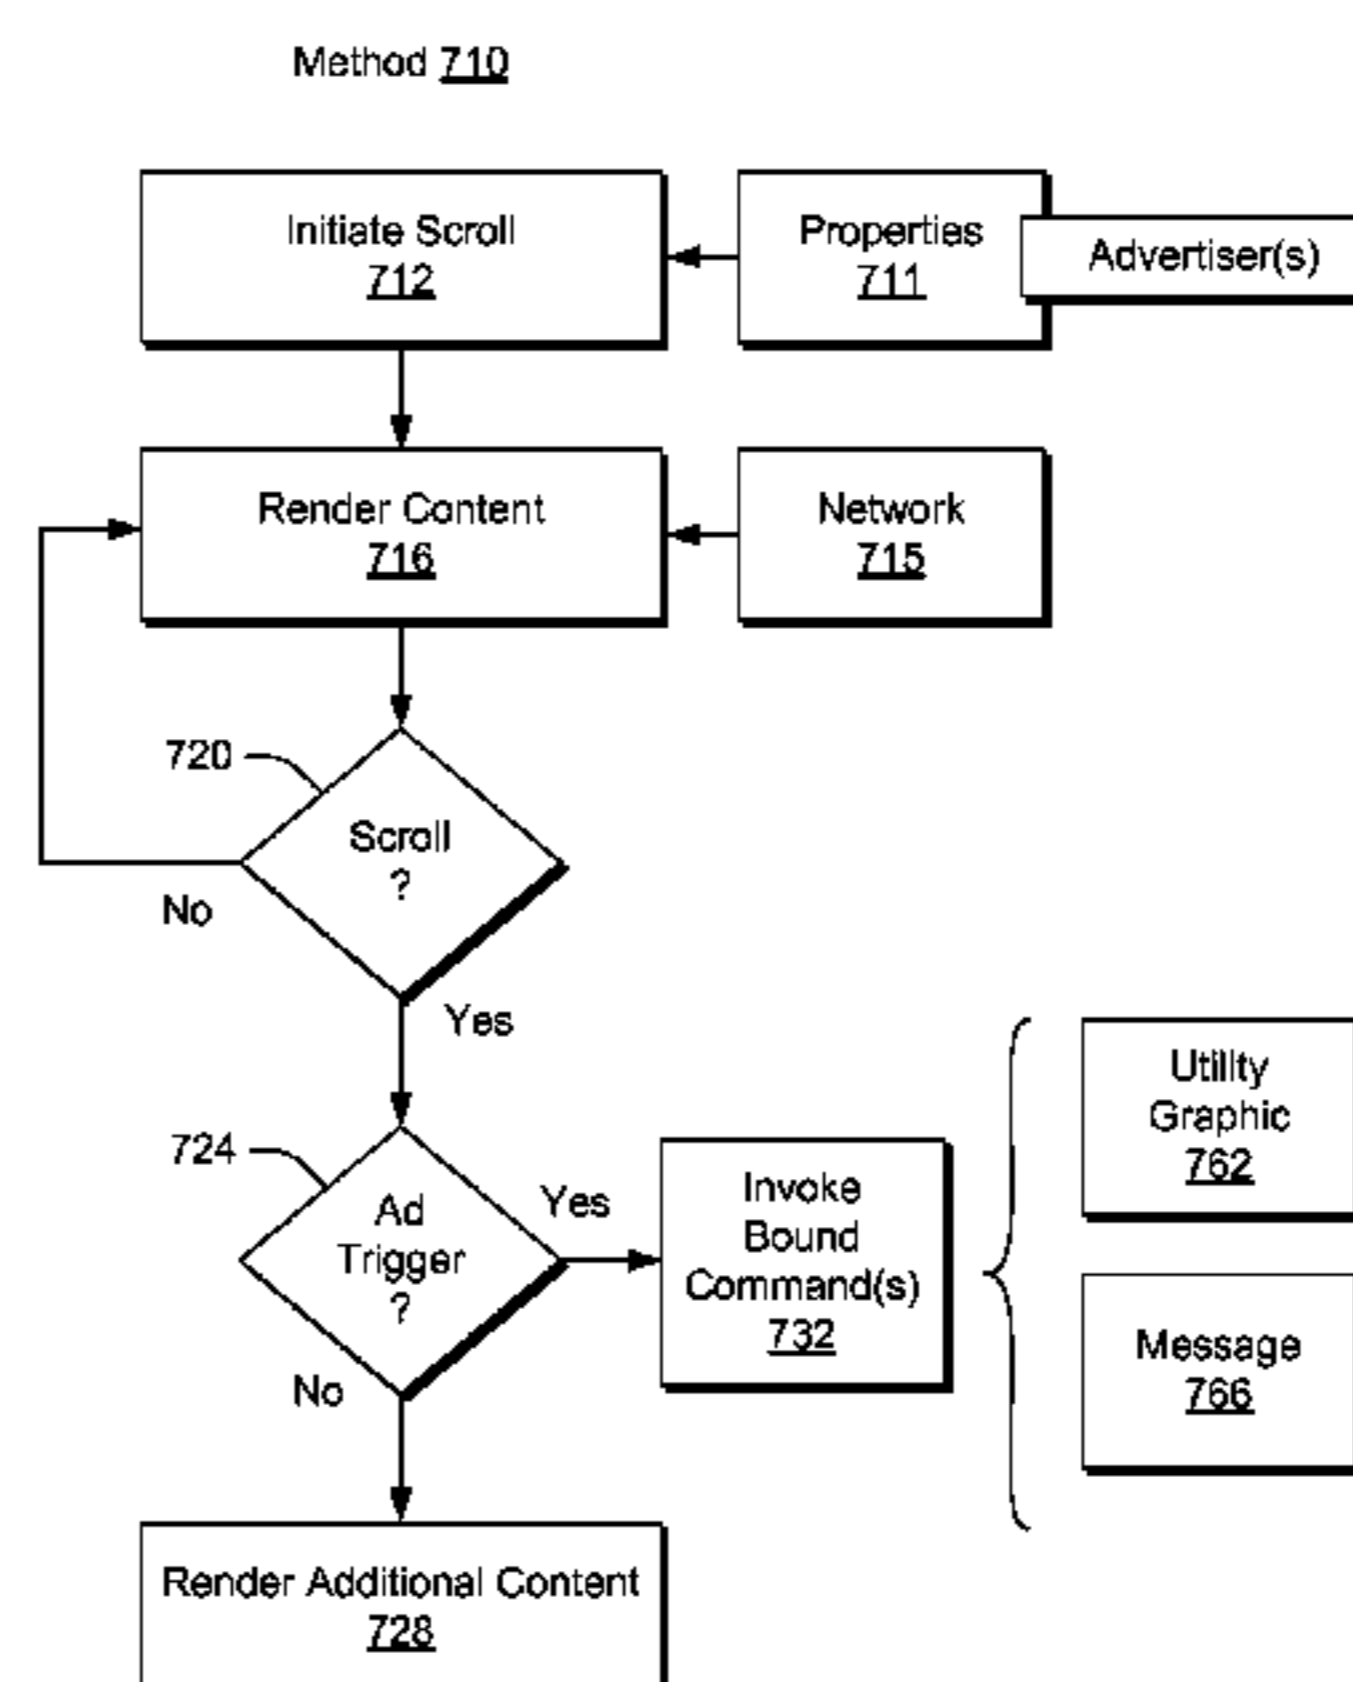 Method 710
Initiate Scroll
712
Properties
711
Advertiser(s)
Render Content
716
Network
715
720
Scroll
?
No
Yes
724
Ad
Trigger
?
Yes
No
Invoke
Bound
Command(s)
732
Utility
Graphic
762
Message
766
Render Additional Content
728